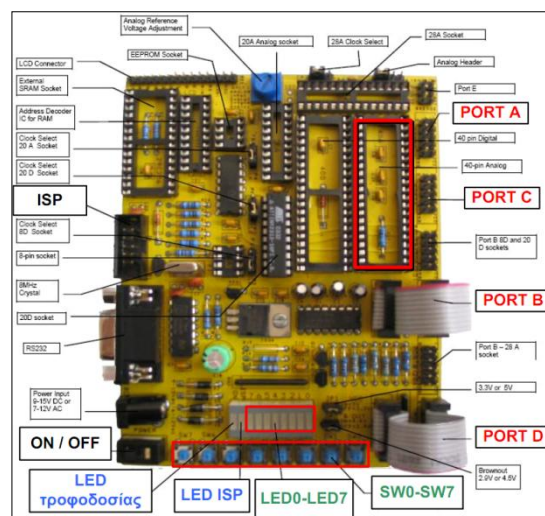 Analog Reference
Voltage Adjustment
20A Analog socket
28A Clock Select
28A Socket
LCD Connector
EEPROM Socket
Analog Header
External
SRAM Socket
Port E
Address Decoder
IC for RAM
PORT A
Clock Select
20 A Socket
40 pin Digital
40-pin Analog
Clock Select
20 D Socket
PORT C
ISP
Clock Select
8D Socket
Port B 8D and 20
D sockets
8-pin socket
8MHz
Crystal
PORT B
20D socket
RS232
Port B – 28 A
socket
Power Input
9-15V DC or
7-12V AC
3.3V or 5V
ON / OFF
PORT D
Brownout
2.9V or 4.5V
LED
τροφοδοσίας
LED ISP
LED0-LED7
SW0-SW7